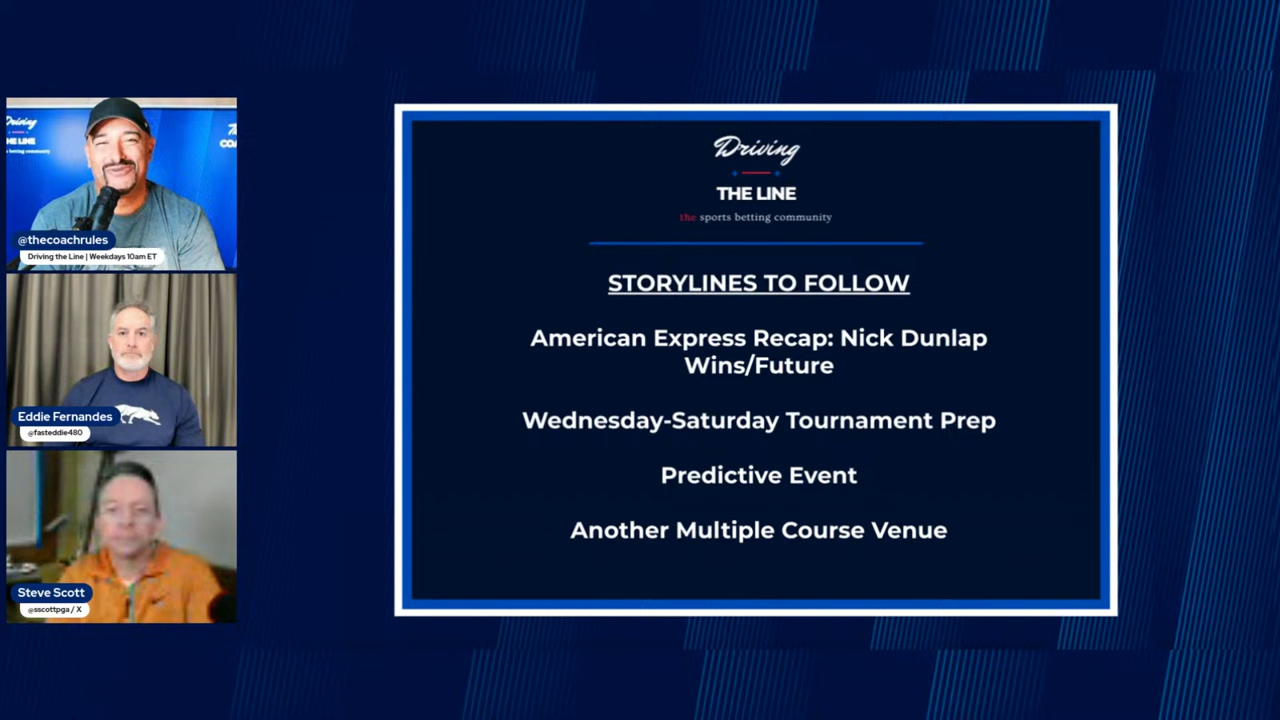 Driving
THE LINE
the sports betting community
STORYLINES TO FOLLOW
American Express Recap: Nick Dunlap
Wins/Future
Wednesday-Saturday Tournament Prep
Predictive Event
Another Multiple Course Venue
@thecoachrules
Driving the Line | Weekdays 10am ET
Eddie Fernandes
@fasteddie480
Steve Scott
@sscottpga / X